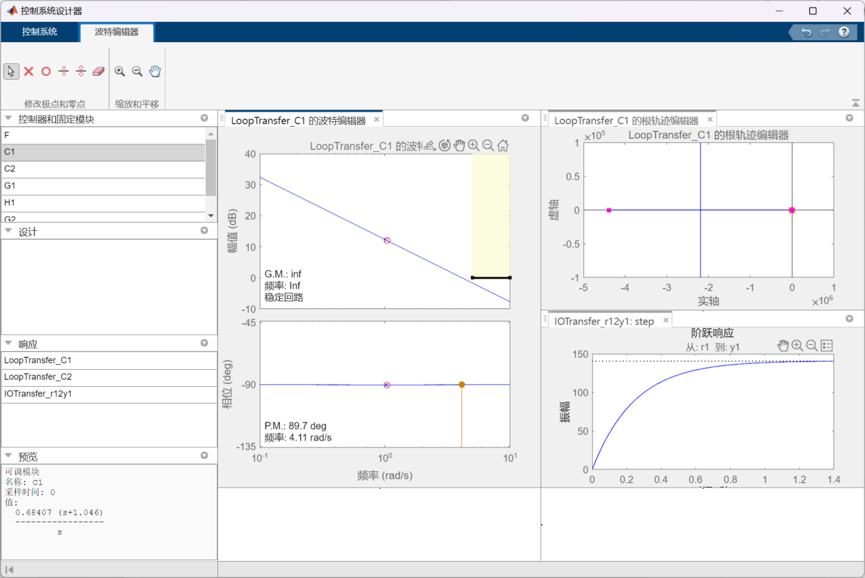 控制系统设计器
控制系统
波特编辑器
修改极点和零点
缩放和平移
控制器和固定模块
F
C1
C2
G1
H1
G2
设计
响应
LoopTransfer_C1
LoopTransfer_C2
IOTransfer_r12y1
预览
可调模块
名称: C1
采样时间: 0
值:
0.68407 (s+1.046)
-----------------
s
LoopTransfer_C1 的波特编辑器
LoopTransfer_C1 的波特
幅值 (dB)
40
30
20
10
0
-10
G.M.: inf
频率: Inf
稳定回路
相位 (deg)
-45
-90
-135
P.M.: 89.7 deg
频率: 4.11 rad/s
10-1
100
101
频率 (rad/s)
LoopTransfer_C1 的根轨迹编辑器
LoopTransfer_C1 的根轨迹编辑器
×105
虚轴
1
0.5
0
-0.5
-1
-5
-4
-3
-2
-1
0
1
实轴
×106
IOTransfer_r12y1: step
阶跃响应
从: r1 到: y1
振幅
150
100
50
0
0
0.2
0.4
0.6
0.8
1
1.2
1.4